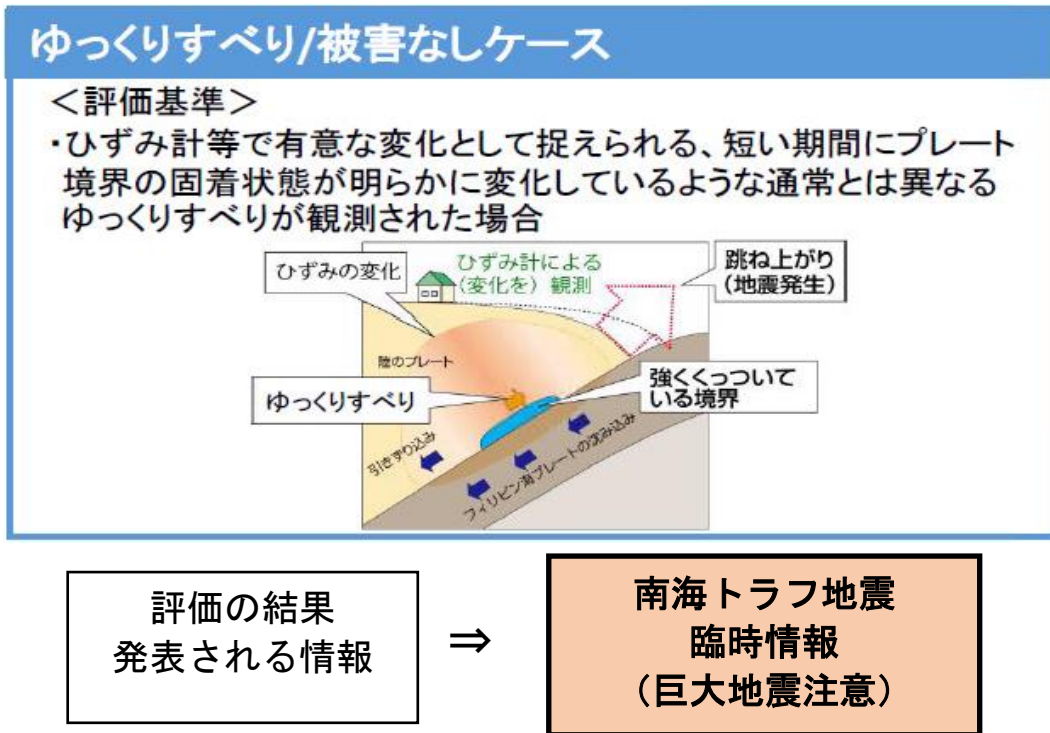 ゆっくりすべり/被害なしケース
＜評価基準＞
・ひずみ計等で有意な変化として捉えられる、短い期間にプレート
境界の固着状態が明らかに変化しているような通常とは異なる
ゆっくりすべりが観測された場合
ひずみの変化
ひずみ計による
（変化を）観測
跳ね上がり
（地震発生）
陸のプレート
ゆっくりすべり
強くくっついて
いる境界
引きずり込み
フィリピン海プレートの沈み込み
評価の結果
発表される情報
⇒
南海トラフ地震
臨時情報
（巨大地震注意）